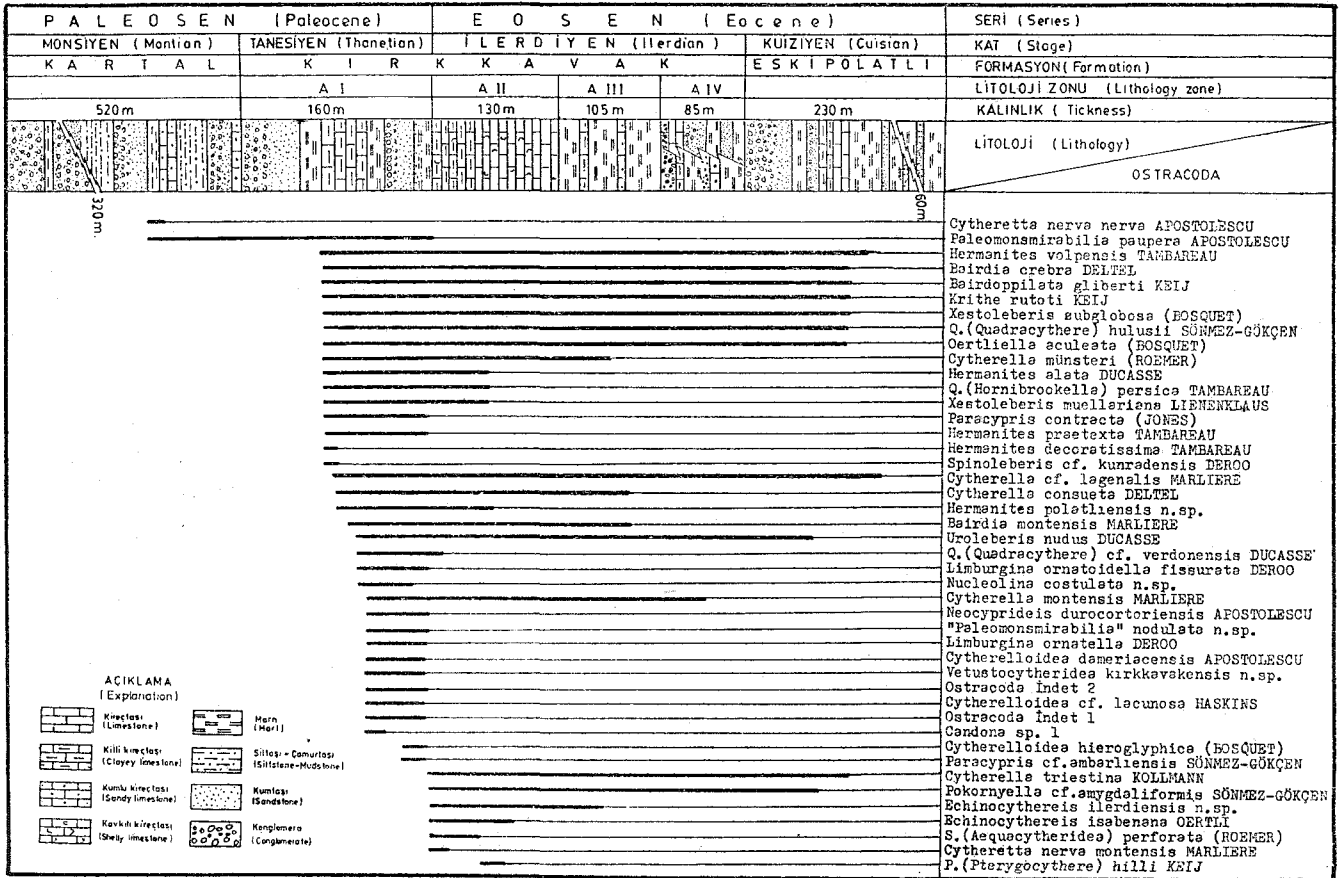 P A L E O S E N (Paleocene) E O S E N (Eocene) SERİ (Series)
MONSİYEN (Montian) TANESİYEN (Thanetian) İLERDİYEN (Ilerdian) KUİZİYEN (Cuisian) KAT (Stage)
K A R T A L K I R K K A V A K E S K İ P O L A T L I FORMASYON (Formation)
A I A II A III A IV LİTOLOJİ ZONU (Lithology zone)
520 m 160 m 130 m 105 m 85 m 230 m KALINLIK (Tickness)
LİTOLOJİ (Lithology)
OSTRACODA
320 m
60 m
Cytheretta nerva nerva APOSTOLESCU
Paleomonsmirabilia paupera APOSTOLESCU
Hermanites volpensis TAMBAREAU
Bairdia crebra DELTEL
Bairdoppilata gliberti KEIJ
Krithe rutoti KEIJ
Xestoleberis subglobosa (BOSQUET)
Q.(Quadracythere) hulusii SÖNMEZ-GÖKÇEN
Oertliella aculeata (BOSQUET)
Cytherella münsteri (ROEMER)
Hermanites alata DUCASSE
Q.(Hornibrookella) persica TAMBAREAU
Xestoleberis muellariana LIENENKLAUS
Paracypris contracta (JONES)
Hermanites praetexta TAMBAREAU
Hermanites decoratissima TAMBAREAU
Spinoleberis cf. kunradensis DEROO
Cytherella cf. lagenalis MARLIERE
Cytherella consueta DELTEL
Hermanites polatliensis n.sp.
Bairdia montensis MARLIERE
Uroleberis nudus DUCASSE
Q.(Quadracythere) cf. verdonensis DUCASSE
Limburgina ornatoidella fissurata DEROO
Nucleolina costulata n.sp.
Cytherella montensis MARLIERE
Neocyprideis durocortoriensis APOSTOLESCU
"Paleomonsmirabilia" nodulata n.sp.
Limburgina ornatella DEROO
Cytherelloidea dameriacensis APOSTOLESCU
Vetustocytheridea kırkkavakensis n.sp.
Ostracoda İndet 2
Cytherelloidea cf. lacunosa HASKINS
Ostracoda İndet 1
Candona sp. 1
Cytherelloidea hieroglyphica (BOSQUET)
Paracypris cf.ambarliensis SÖNMEZ-GÖKÇEN
Cytherella triestina KOLLMANN
Pokornyella cf.amygdaliformis SÖNMEZ-GÖKÇEN
Echinocythereis ilerdiensis n.sp.
Echinocythereis isabenana OERTLI
S.(Aequacytheridea) perforata (ROEMER)
Cytheretta nerva montensis MARLIERE
P.(Pterygocythere) hilli KEIJ
AÇIKLAMA
(Explanation)
Kireçtaşı
(Limestone)
Marn
(Marl)
Killi kireçtaşı
(Clayey limestone)
Silttaşı - Çamurtaşı
(Siltstone-Mudstone)
Kumlu kireçtaşı
(Sandy limestone)
Kumtaşı
(Sandstone)
Kavkılı kireçtaşı
(Shelly limestone)
Konglomera
(Conglomerate)